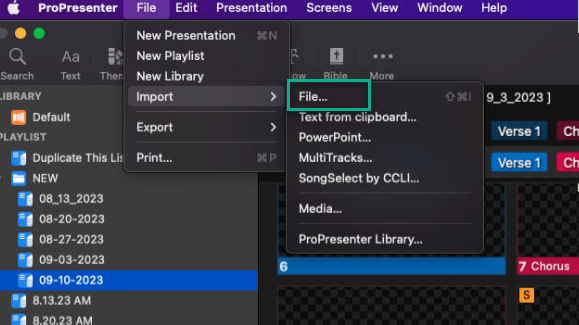 ProPresenter File Edit Presentation Screens View Window Help
New Presentation ⌘N
New Playlist
New Library
Import >
Export >
Print... ⌘P
File... ⇧⌘I
Text from clipboard...
PowerPoint...
MultiTracks...
SongSelect by CCLI...
Media...
ProPresenter Library...
Search Text Them ow Bible More
LIBRARY
Default
PLAYLIST
Duplicate This Lis
NEW
08_13_2023
08-20-2023
08-27-2023
09-03-2023
09-10-2023
8.13.23 AM
8.20.23 AM
9_3_2023 ]
Verse 1 Ch
Verse 1 Ch
6
7 Chorus
S